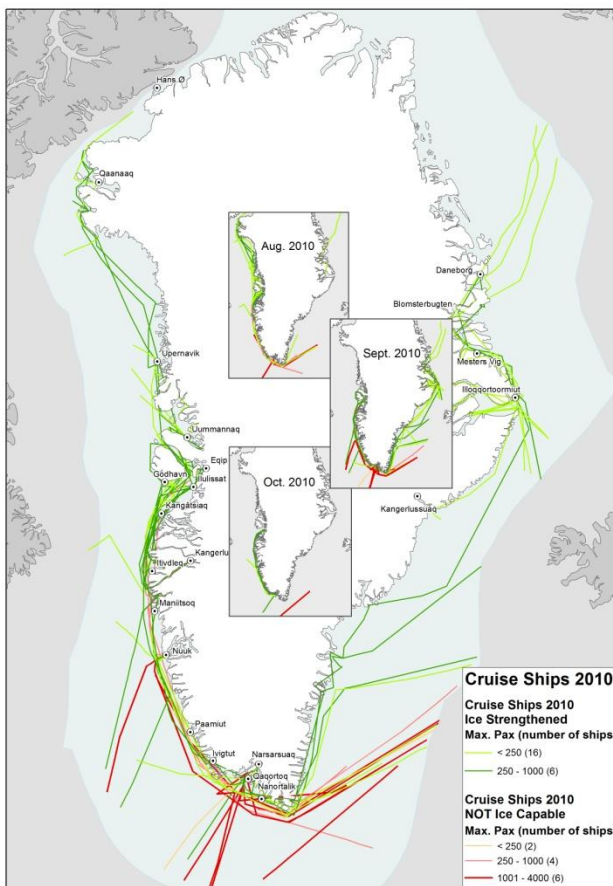 Hans Ø
Qaanaaq
Aug. 2010
Daneborg
Blomsterbugten
Sept. 2010
Mesters Vig
Upernavik
Illoqqortoormiut
Uummannaq
Eqip
Oct. 2010
Godhavn
Ilulissat
Kangerlussuaq
Kangâtsiaq
Kangerlu
Itivdleq
Maniitsoq
Nuuk
Paamiut
Ivigtut
Narsarsuaq
Qaqortoq
Nanortalik
Cruise Ships 2010
Cruise Ships 2010
Ice Strengthened
Max. Pax (number of ships
< 250 (16)
250 - 1000 (6)
Cruise Ships 2010
NOT Ice Capable
Max. Pax (number of ships
< 250 (2)
250 - 1000 (4)
1001 - 4000 (6)